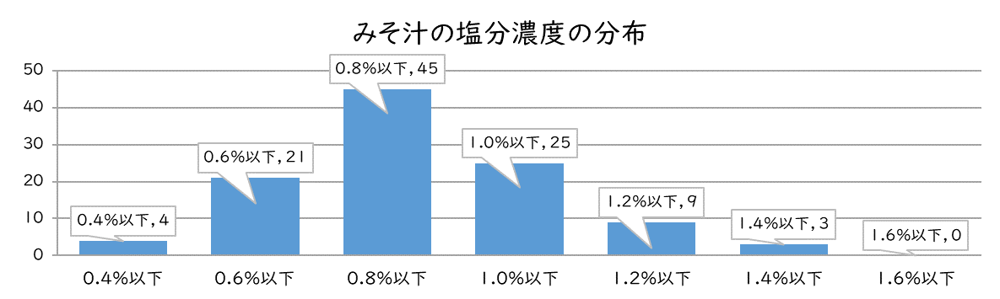 みそ汁の塩分濃度の分布
50
40
30
20
10
0
0.4%以下, 4
0.6%以下, 21
0.8%以下, 45
1.0%以下, 25
1.2%以下, 9
1.4%以下, 3
1.6%以下, 0
0.4%以下
0.6%以下
0.8%以下
1.0%以下
1.2%以下
1.4%以下
1.6%以下